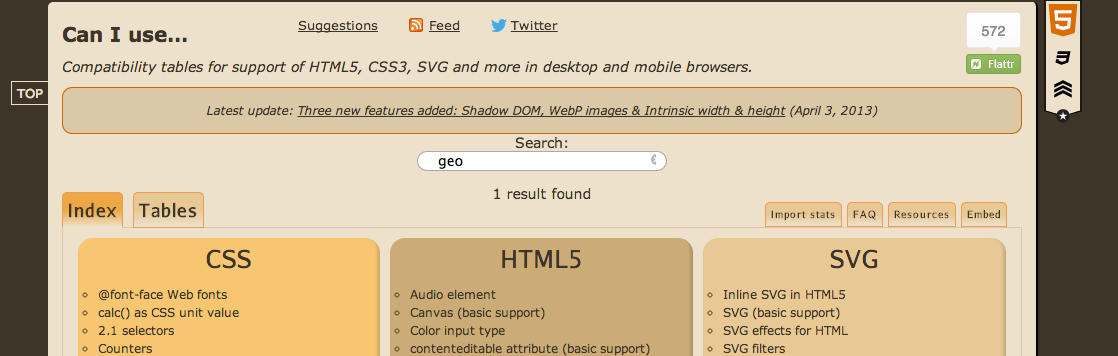 Can I use...
Suggestions
Feed
Twitter
572
Flattr
Compatibility tables for support of HTML5, CSS3, SVG and more in desktop and mobile browsers.
TOP
Latest update: Three new features added: Shadow DOM, WebP images & Intrinsic width & height (April 3, 2013)
Search:
geo
1 result found
Index
Tables
Import stats
FAQ
Resources
Embed
CSS
@font-face Web fonts
calc() as CSS unit value
2.1 selectors
Counters
HTML5
Audio element
Canvas (basic support)
Color input type
contenteditable attribute (basic support)
SVG
Inline SVG in HTML5
SVG (basic support)
SVG effects for HTML
SVG filters